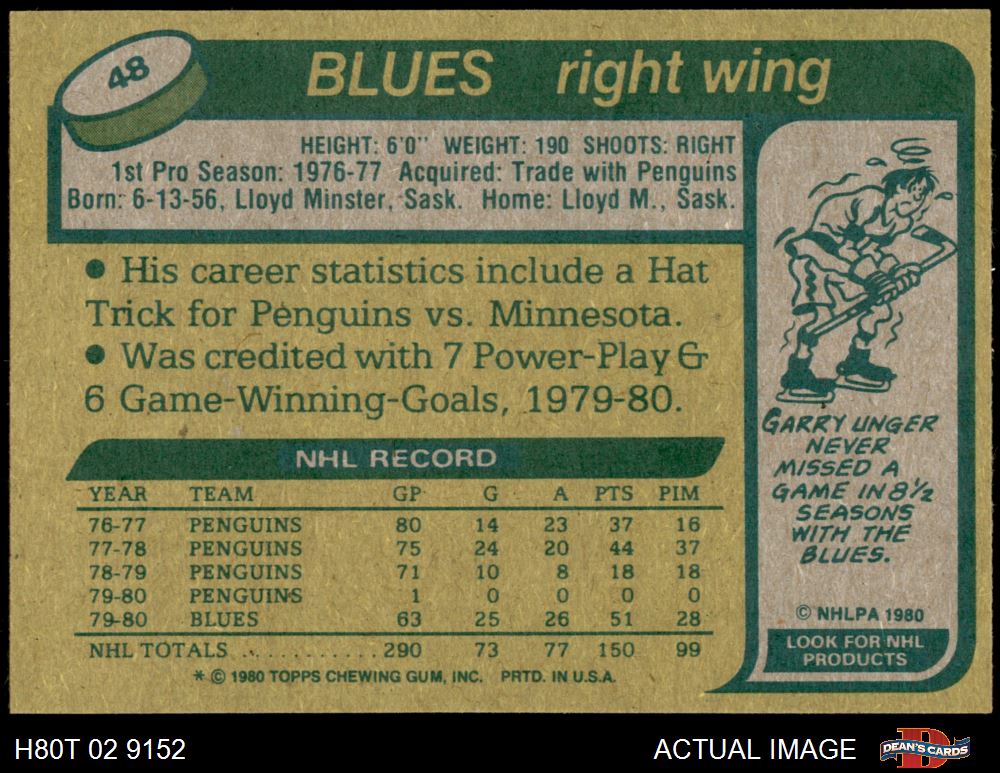 48
BLUES right wing
HEIGHT: 6'0" WEIGHT: 190 SHOOTS: RIGHT
1st Pro Season: 1976-77 Acquired: Trade with Penguins
Born: 6-13-56, Lloyd Minster, Sask. Home: Lloyd M., Sask.
• His career statistics include a Hat
Trick for Penguins vs. Minnesota.
• Was credited with 7 Power-Play &
6 Game-Winning-Goals, 1979-80.
NHL RECORD
YEAR TEAM GP G A PTS PIM
76-77 PENGUINS 80 14 23 37 16
77-78 PENGUINS 75 24 20 44 37
78-79 PENGUINS 71 10 8 18 18
79-80 PENGUINS 1 0 0 0 0
79-80 BLUES 63 25 26 51 28
NHL TOTALS ........... 290 73 77 150 99
* © 1980 TOPPS CHEWING GUM, INC. PRTD. IN U.S.A.
GARRY UNGER
NEVER
MISSED A
GAME IN 8½
SEASONS
WITH THE
BLUES.
© NHLPA 1980
LOOK FOR NHL
PRODUCTS
H80T 02 9152
ACTUAL IMAGE
DEAN'S CARDS